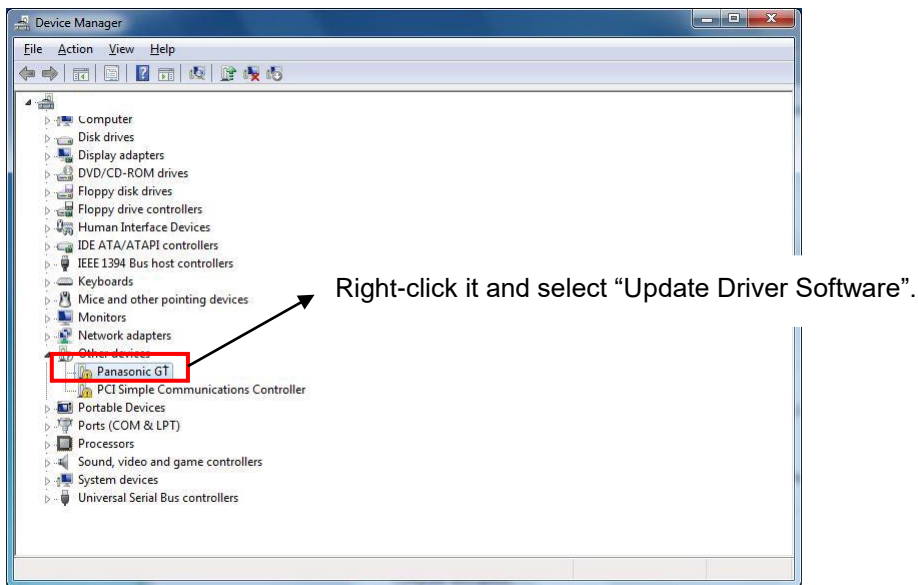 Device Manager
File Action View Help
Computer
Disk drives
Display adapters
DVD/CD-ROM drives
Floppy disk drives
Floppy drive controllers
Human Interface Devices
IDE ATA/ATAPI controllers
IEEE 1394 Bus host controllers
Keyboards
Right-click it and select “Update Driver Software”.
Mice and other pointing devices
Monitors
Network adapters
Other devices
Panasonic GT
PCI Simple Communications Controller
Portable Devices
Ports (COM & LPT)
Processors
Sound, video and game controllers
System devices
Universal Serial Bus controllers